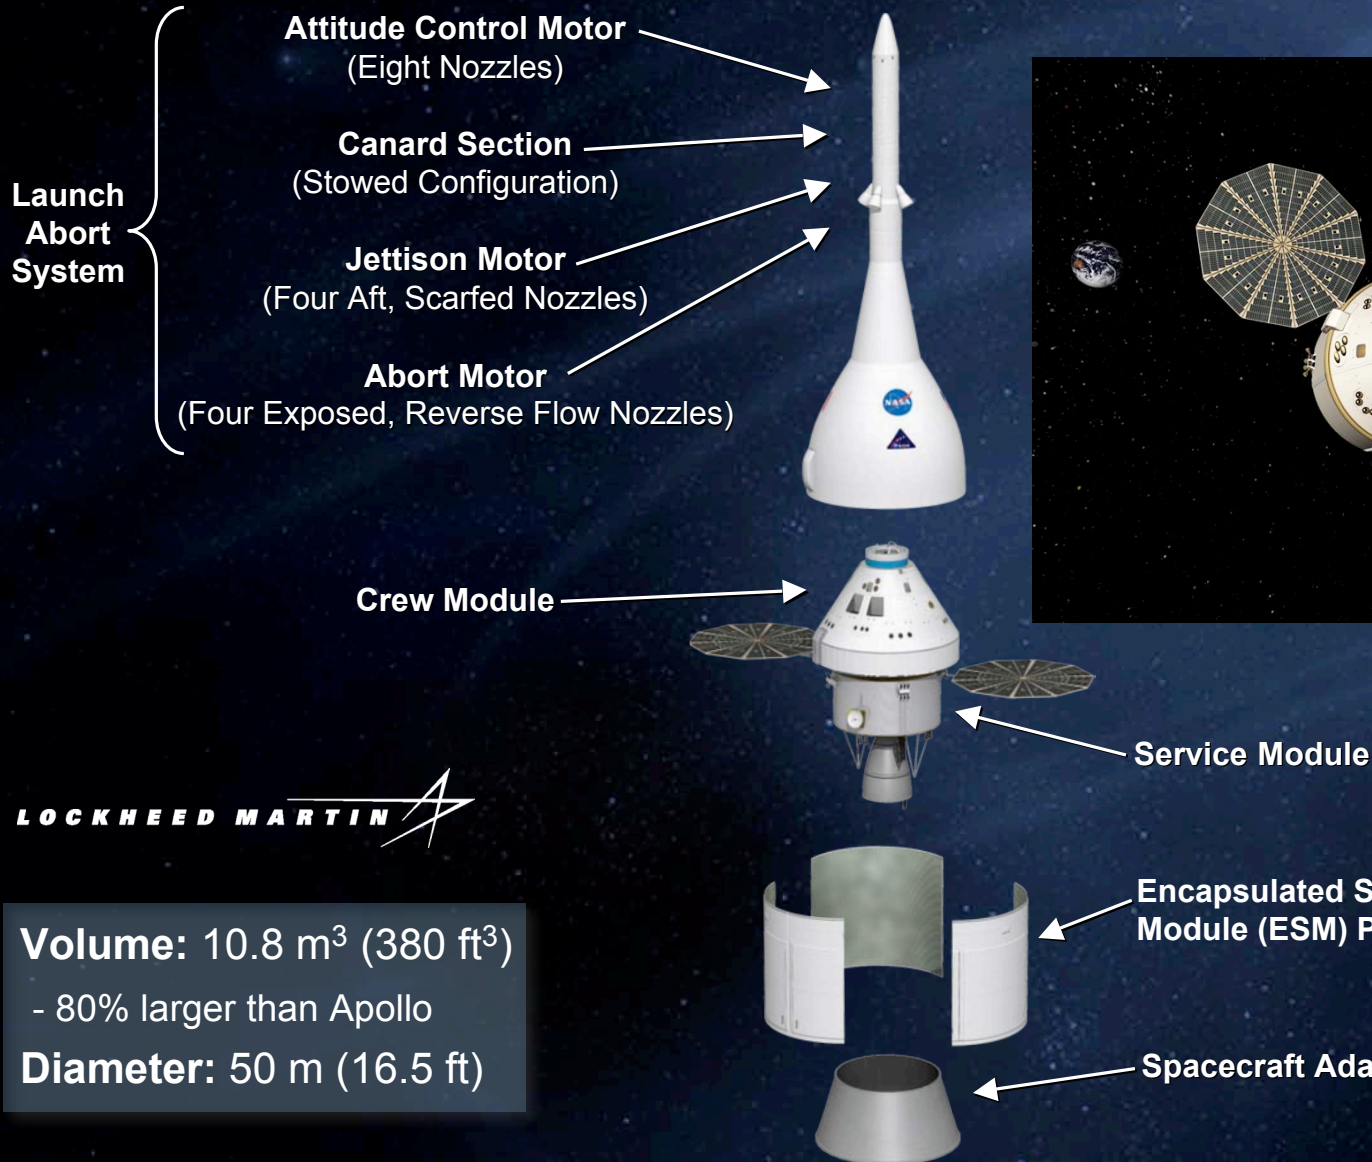 Attitude Control Motor
(Eight Nozzles)
Canard Section
(Stowed Configuration)
Launch
Abort
System
Jettison Motor
(Four Aft, Scarfed Nozzles)
Abort Motor
(Four Exposed, Reverse Flow Nozzles)
NASA
Crew Module
Service Module
LOCKHEED MARTIN
Encapsulated S
Module (ESM) P
Volume: 10.8 m³ (380 ft³)
- 80% larger than Apollo
Diameter: 50 m (16.5 ft)
Spacecraft Ada